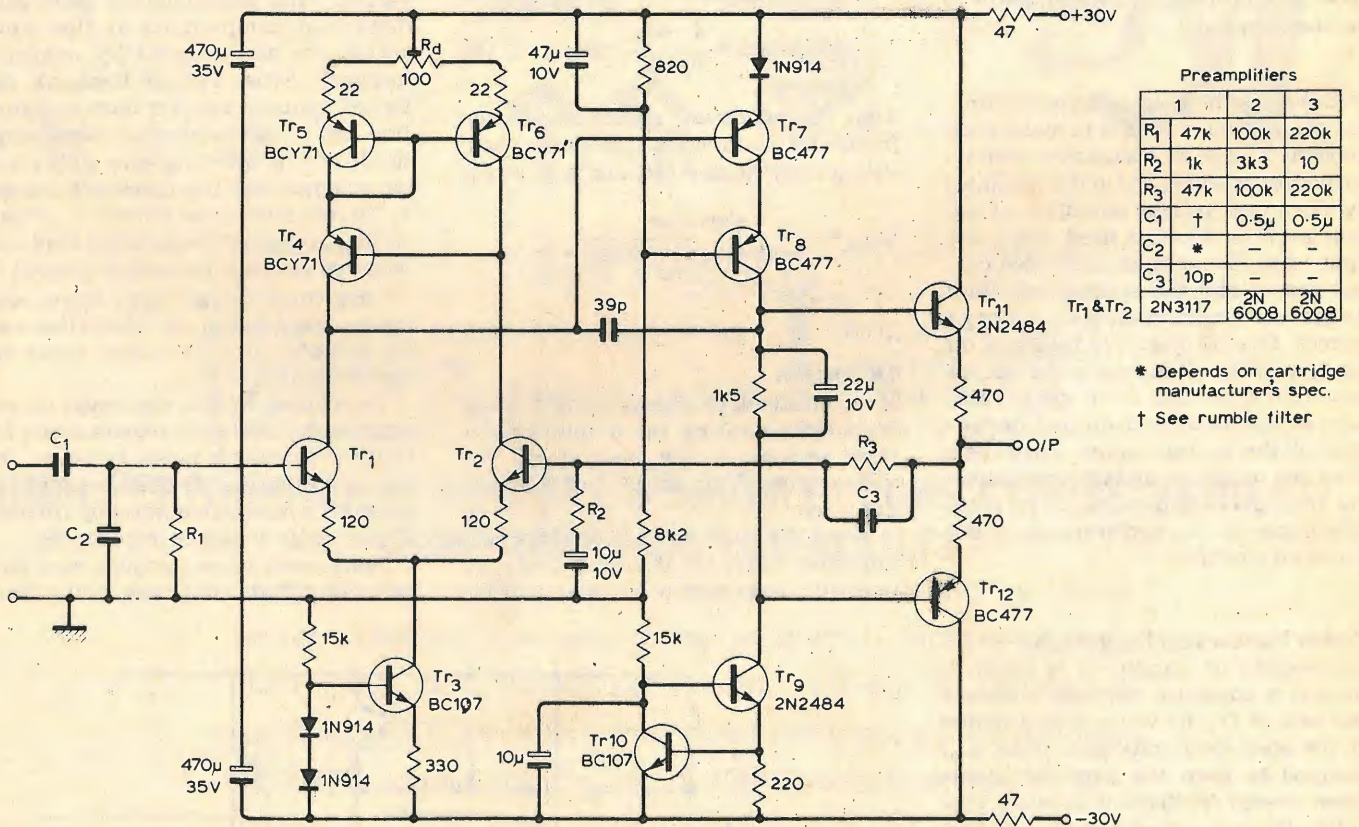 470µ
35V
Rd
100
22
22
Tr5
BCY71
Tr6
BCY71
47µ
10V
820
1N914
47
+30V
Tr7
BC477
Tr4
BCY71
Tr8
BC477
39p
Tr11
2N2484
1k5
22µ
10V
470
O/P
C1
Tr1
Tr2
R3
C3
C2
R1
120
120
R2
10µ
10V
8k2
470
Tr12
BC477
15k
Tr3
BC107
15k
Tr9
2N2484
1N914
1N914
330
10µ
Tr10
BC107
220
470µ
35V
47
-30V
Preamplifiers
2 3
R1 47k 100k 220k
R2 1k 3k3 10
R3 47k 100k 220k
C1 † 0·5µ 0·5µ
C2 * – –
C3 10p – –
Tr1 & Tr2 2N3117 2N 6008 2N 6008
* Depends on cartridge
manufacturer's spec.
† See rumble filter